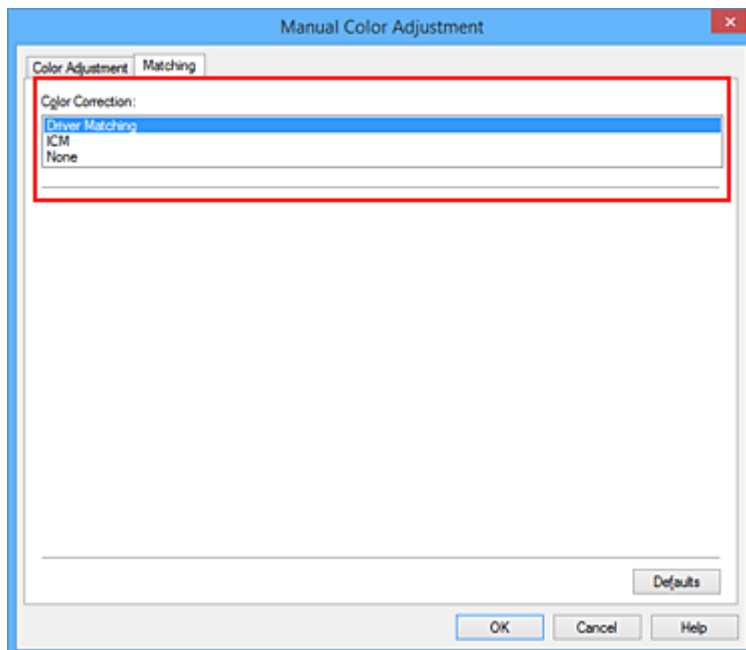 Manual Color Adjustment
Color Adjustment Matching
Color Correction:
Driver Matching
ICM
None
Defaults
OK Cancel Help